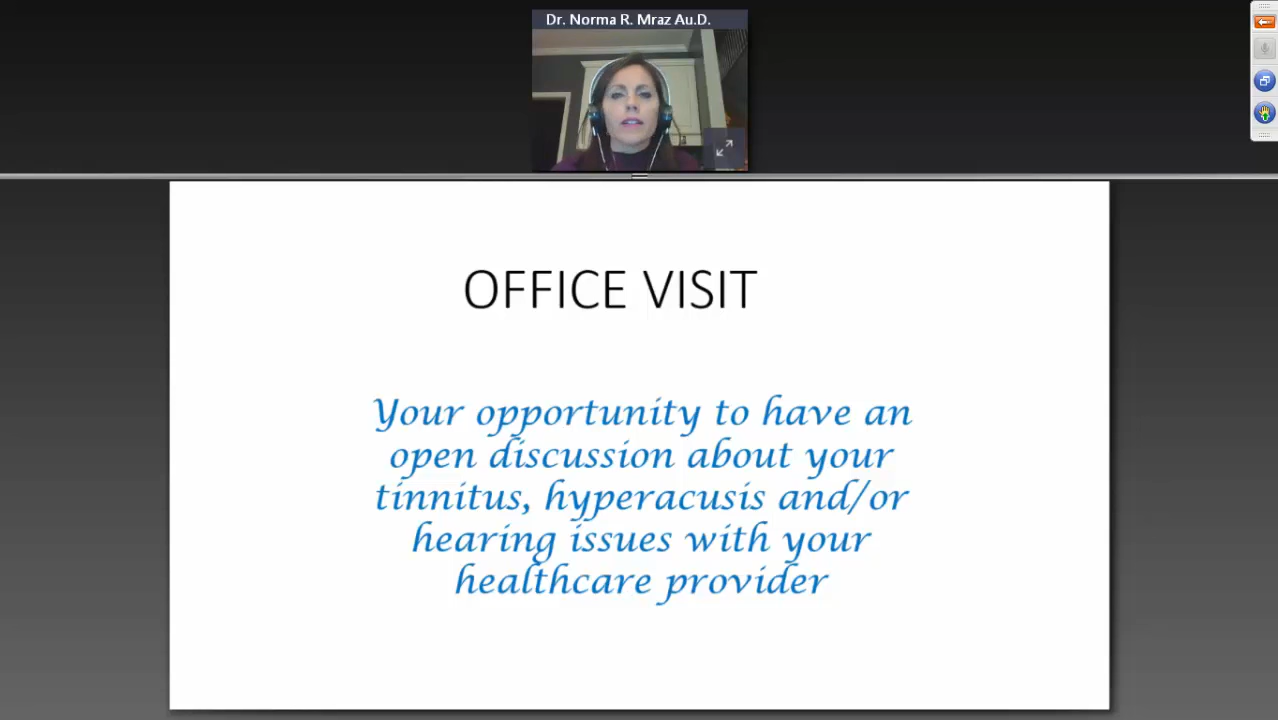 Dr. Norma R. Mraz Au.D.
OFFICE VISIT
Your opportunity to have an
open discussion about your
tinnitus, hyperacusis and/or
hearing issues with your
healthcare provider